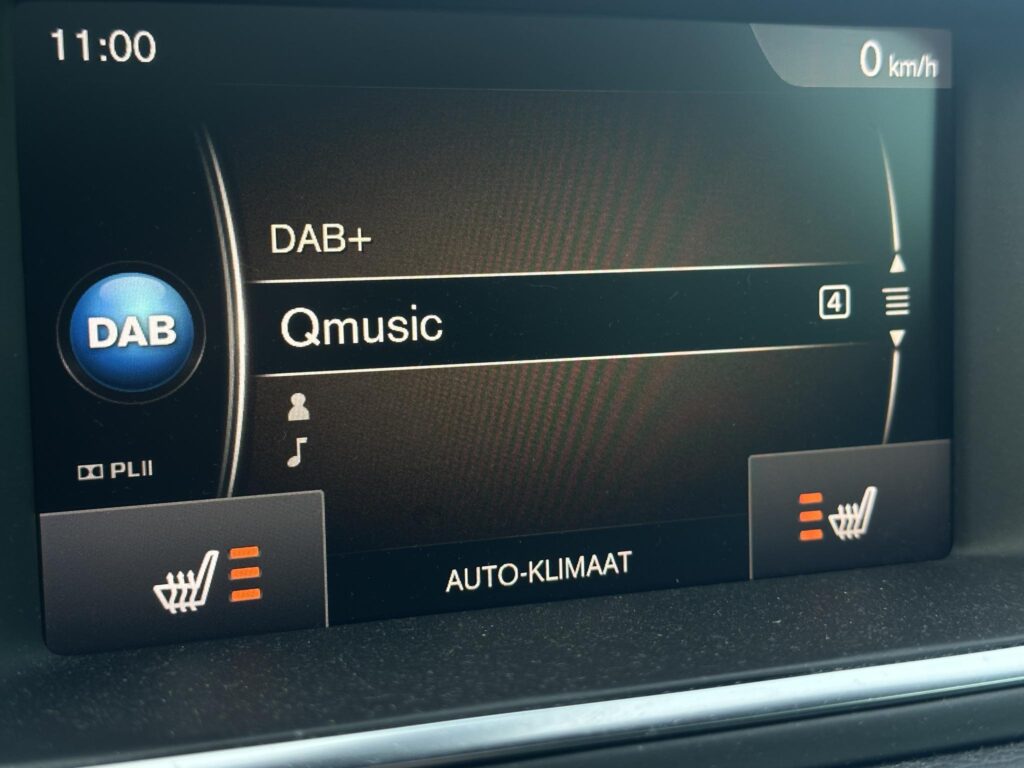 11:00
0 km/h
DAB+
DAB
Qmusic
4
PLII
AUTO-KLIMAAT